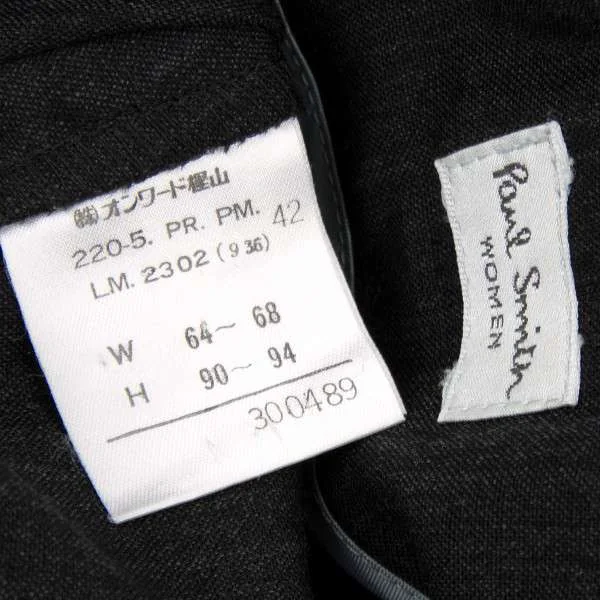 ㈱オンワード樫山
220-5. PR. PM. 42
LM. 2302 (936)
W 64～68
H 90～94
300489
Paul Smith
WOMEN